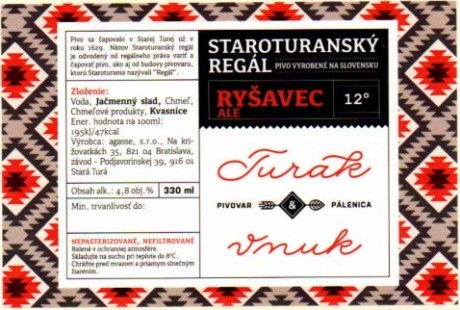 Pivo sa čapovalo v Starej Turej už v
roku 1629. Názov Staroturanský regál
je odvodený od regálneho práva variť a
čapovať pivo, ako aj od budovy pivovaru,
ktorú Staroturania nazývali "Regál".
Zloženie:
Voda, Jačmenný slad, Chmeľ,
Chmeľové produkty, Kvasnice
Ener. hodnota na 100ml:
195kJ/47kcal
Výrobca: agasse, s.r.o., Na kri-
žovatkách 35, 821 04 Bratislava,
závod - Podjavorinskej 39, 916 01
Stará Turá
Obsah alk.: 4,8 obj. % 330 ml
Min. trvanlivosť do:
NEPASTERIZOVANÉ, NEFILTROVANÉ
Balené v ochrannej atmosfére.
Skladujte na suchu pri teplote do 8°C.
Chráňte pred mrazom a priamym slnečným
žiarením.
STAROTURANSKÝ
REGÁL PIVO VYROBENÉ NA SLOVENSKU
RYŠAVEC 12°
ALE
Turak
PIVOVAR & PÁLENICA
vnuk